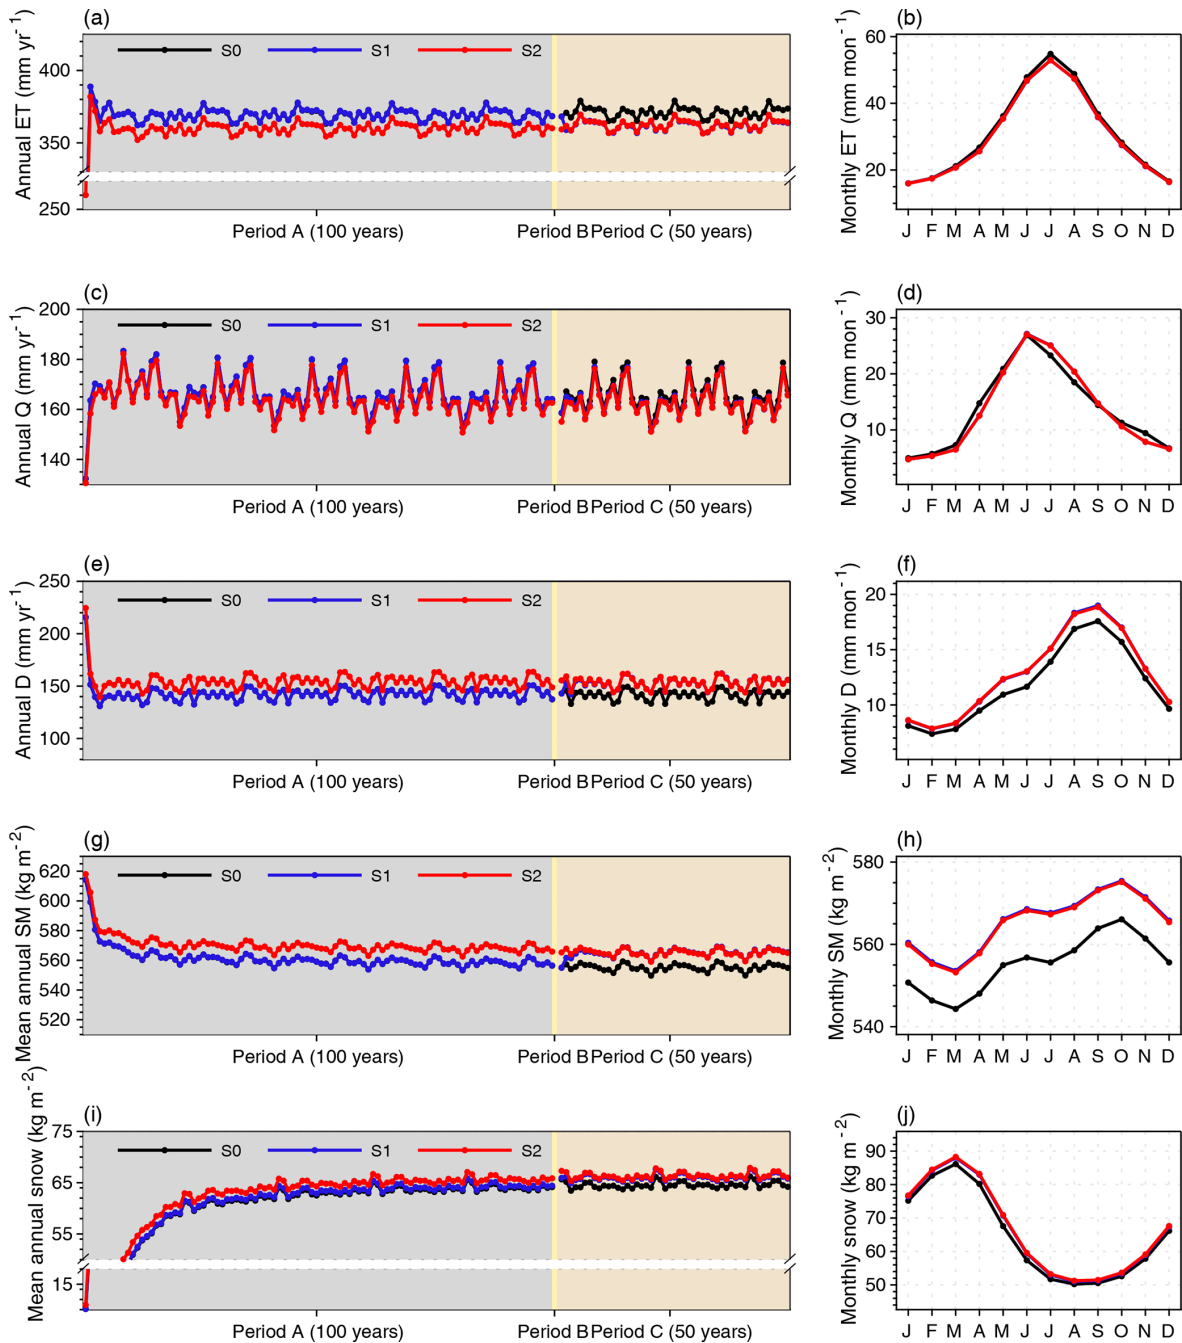 (a)
Annual ET (mm yr-1)
400
350
250
S0 S1 S2
Period A (100 years) Period B Period C (50 years)
(b)
Monthly ET (mm mon-1)
60
40
20
J F M A M J J A S O N D
(c)
Annual Q (mm yr-1)
200
180
160
140
S0 S1 S2
Period A (100 years) Period B Period C (50 years)
(d)
Monthly Q (mm mon-1)
30
20
10
J F M A M J J A S O N D
(e)
Annual D (mm yr-1)
250
200
150
100
S0 S1 S2
Period A (100 years) Period B Period C (50 years)
(f)
Monthly D (mm mon-1)
20
15
10
J F M A M J J A S O N D
(g)
Mean annual SM (kg m-2)
620
600
580
560
540
520
S0 S1 S2
Period A (100 years) Period B Period C (50 years)
(h)
Monthly SM (kg m-2)
580
560
540
J F M A M J J A S O N D
(i)
Mean annual snow (kg m-2)
75
65
55
15
S0 S1 S2
Period A (100 years) Period B Period C (50 years)
(j)
Monthly snow (kg m-2)
90
80
70
60
50
J F M A M J J A S O N D